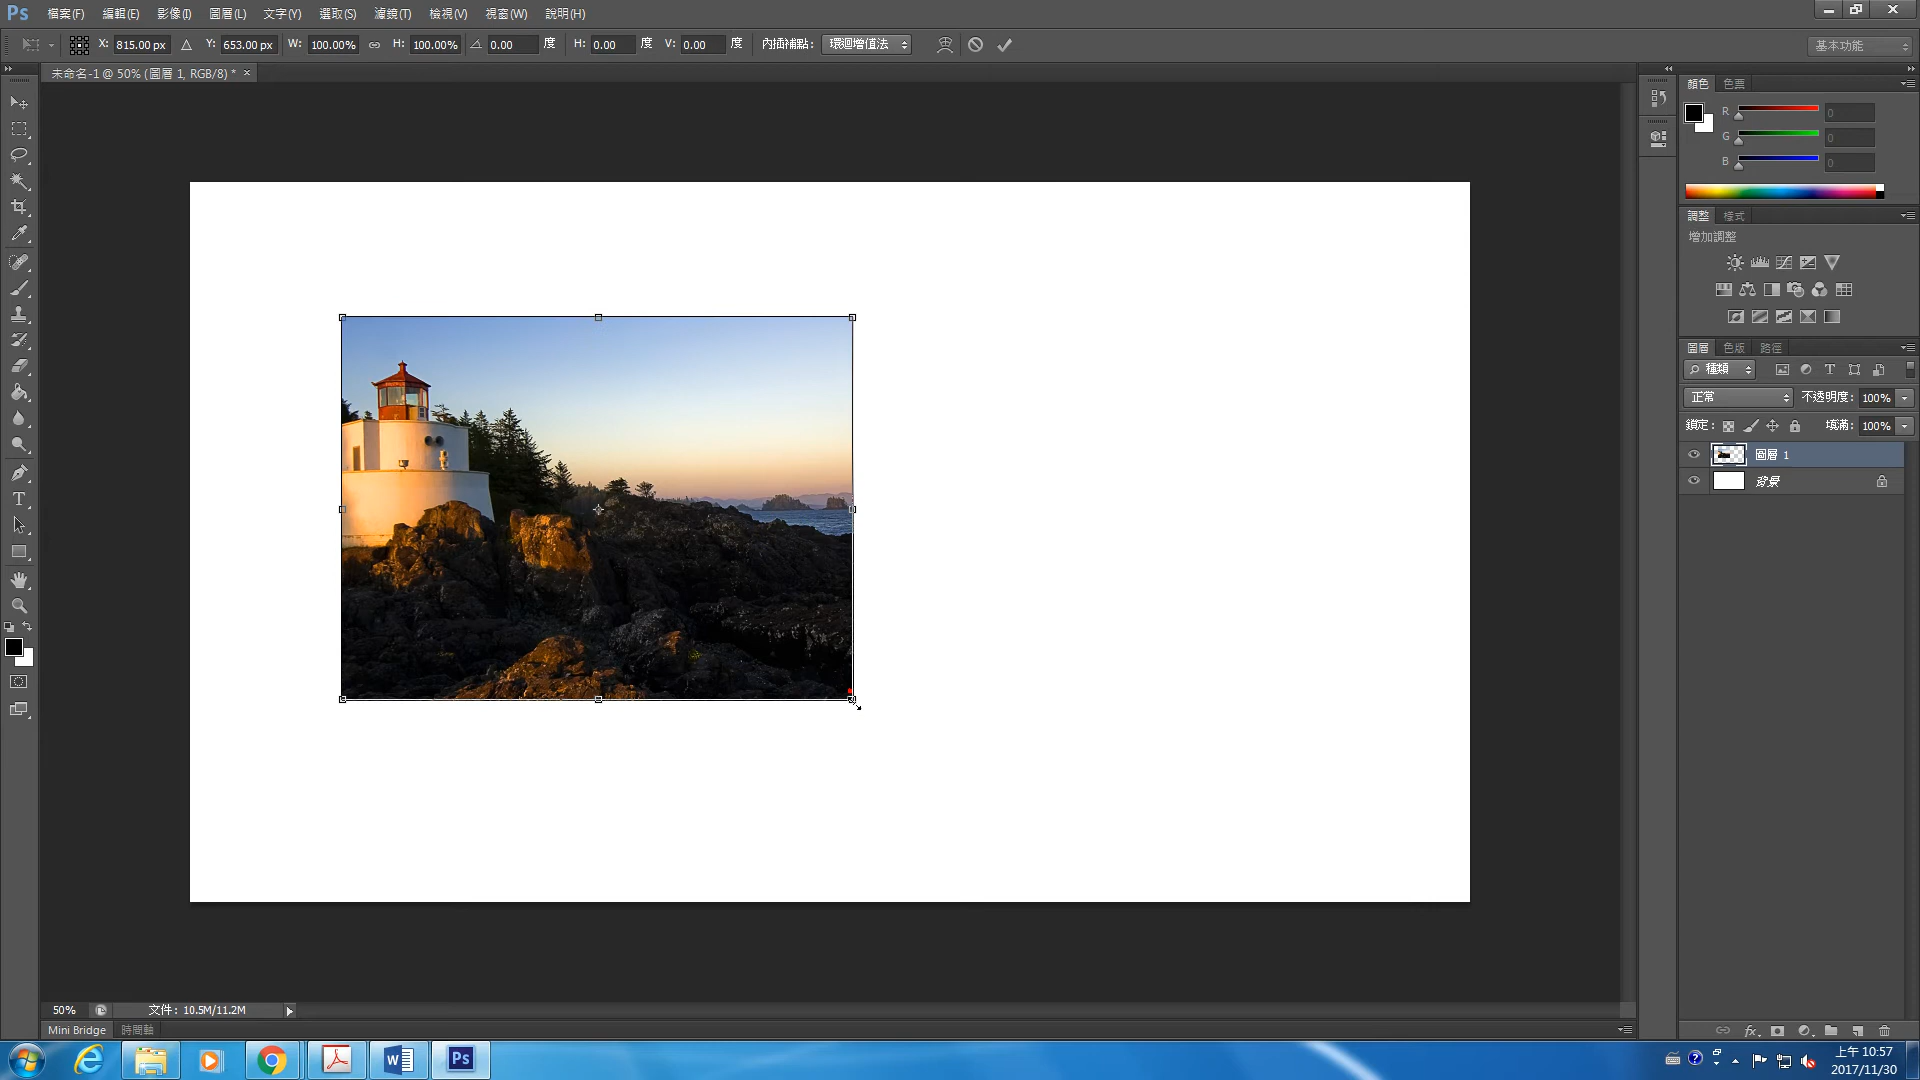 Ps 檔案(F) 編輯(E) 影像(I) 圖層(L) 文字(Y) 選取(S) 濾鏡(T) 檢視(V) 視窗(W) 說明(H)
X: 815.00 px Y: 653.00 px W: 100.00% H: 100.00% 0.00 度 H: 0.00 度 V: 0.00 度 內插補點: 環迴增值法 基本功能
未命名-1 @ 50% (圖層 1, RGB/8) * ×
顏色 色票
R 0
G 0
B 0
調整 樣式
增加調整
圖層 色版 路徑
種類
正常 不透明度: 100%
鎖定: 填滿: 100%
圖層 1
背景
50% 文件: 10.5M/11.2M
Mini Bridge 時間軸
Ps
上午 10:57
2017/11/30